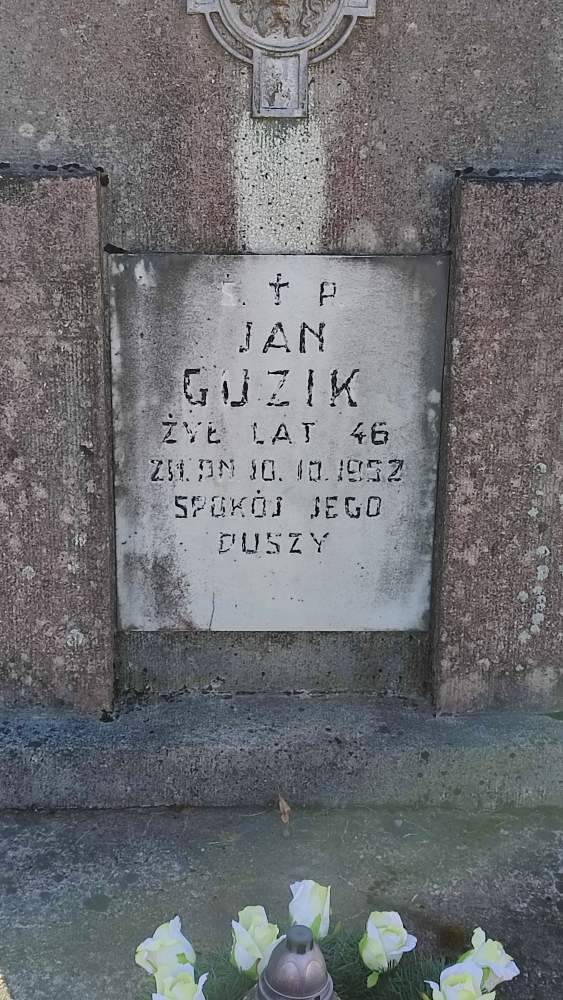 Ś. † P.
JAN
GUZIK
ŻYŁ LAT 46
ZM. DN 10. 10. 1952
SPOKÓJ JEGO
DUSZY